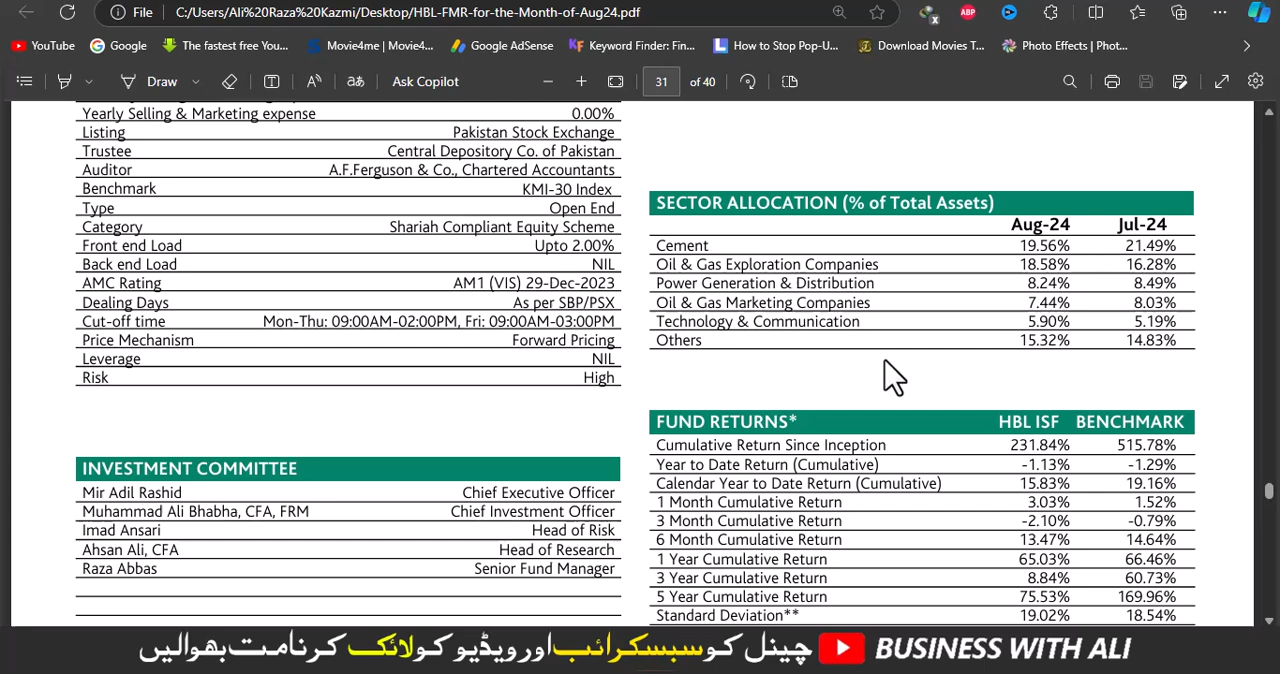 File C:/Users/Ali%20Raza%20Kazmi/Desktop/HBL-FMR-for-the-Month-of-Aug24.pdf
YouTube Google The fastest free You... Movie4me | Movie4... Google AdSense Keyword Finder: Fin... How to Stop Pop-U... Download Movies T... Photo Effects | Phot...
Draw aあ Ask Copilot 31 of 40
Yearly Selling & Marketing expense 0.00%
Listing Pakistan Stock Exchange
Trustee Central Depository Co. of Pakistan
Auditor A.F.Ferguson & Co., Chartered Accountants
Benchmark KMI-30 Index
Type Open End
Category Shariah Compliant Equity Scheme
Front end Load Upto 2.00%
Back end Load NIL
AMC Rating AM1 (VIS) 29-Dec-2023
Dealing Days As per SBP/PSX
Cut-off time Mon-Thu: 09:00AM-02:00PM, Fri: 09:00AM-03:00PM
Price Mechanism Forward Pricing
Leverage NIL
Risk High
INVESTMENT COMMITTEE
Mir Adil Rashid Chief Executive Officer
Muhammad Ali Bhabha, CFA, FRM Chief Investment Officer
Imad Ansari Head of Risk
Ahsan Ali, CFA Head of Research
Raza Abbas Senior Fund Manager
SECTOR ALLOCATION (% of Total Assets)
Aug-24 Jul-24
Cement 19.56% 21.49%
Oil & Gas Exploration Companies 18.58% 16.28%
Power Generation & Distribution 8.24% 8.49%
Oil & Gas Marketing Companies 7.44% 8.03%
Technology & Communication 5.90% 5.19%
Others 15.32% 14.83%
FUND RETURNS* HBL ISF BENCHMARK
Cumulative Return Since Inception 231.84% 515.78%
Year to Date Return (Cumulative) -1.13% -1.29%
Calendar Year to Date Return (Cumulative) 15.83% 19.16%
1 Month Cumulative Return 3.03% 1.52%
3 Month Cumulative Return -2.10% -0.79%
6 Month Cumulative Return 13.47% 14.64%
1 Year Cumulative Return 65.03% 66.46%
3 Year Cumulative Return 8.84% 60.73%
5 Year Cumulative Return 75.53% 169.96%
Standard Deviation** 19.02% 18.54%
چینل کو سبسکرائب اور ویڈیو کو لائک کرنا مت بھولیں BUSINESS WITH ALI